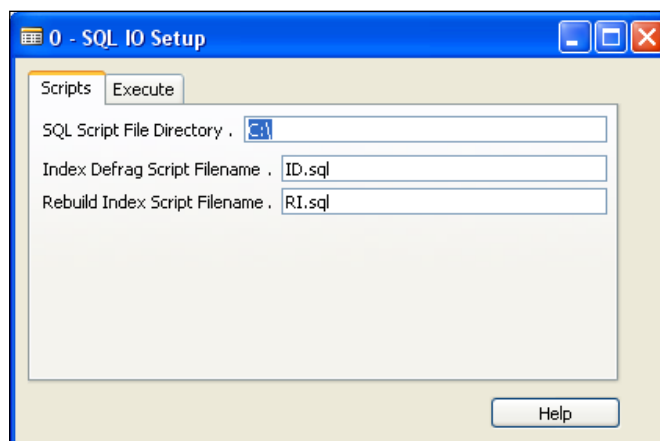 0 - SQL IO Setup
Scripts Execute
SQL Script File Directory . C:\
Index Defrag Script Filename . ID.sql
Rebuild Index Script Filename . RI.sql
Help